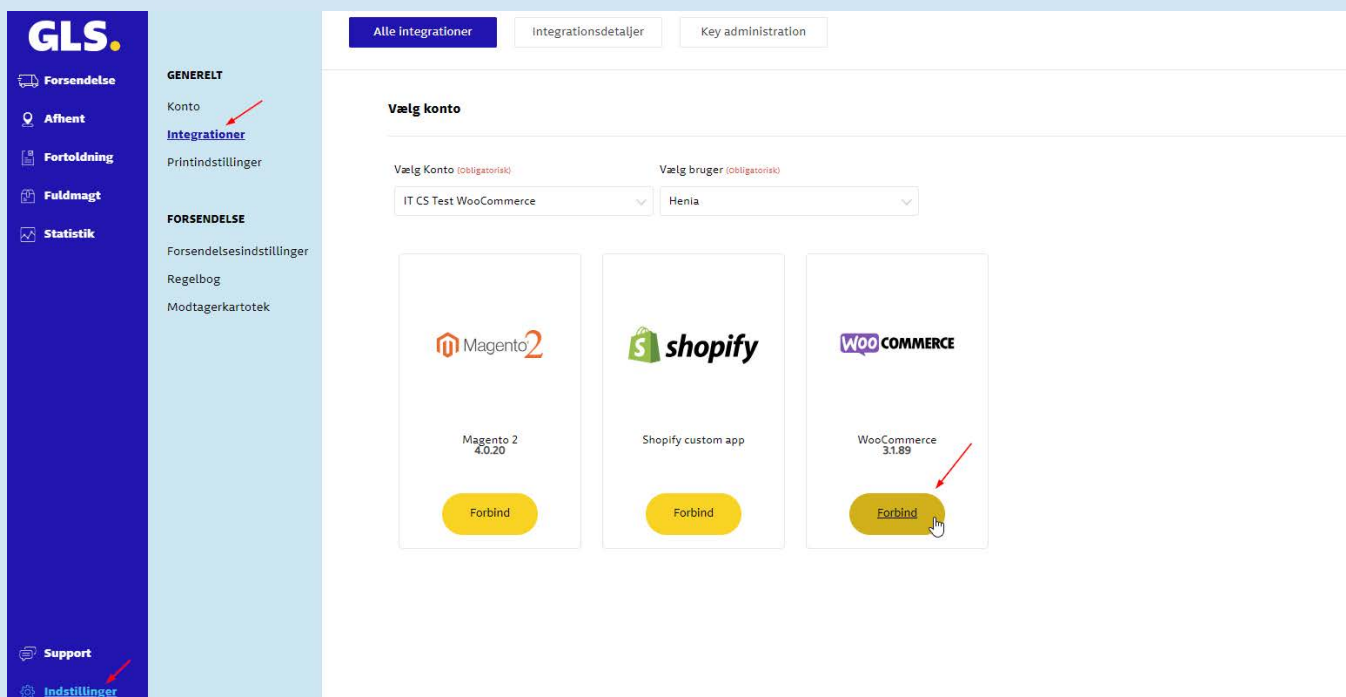 GLS.
Forsendelse
Afhent
Fortoldning
Fuldmagt
Statistik
Support
Indstillinger
GENERELT
Konto
Integrationer
Printindstillinger
FORSENDELSE
Forsendelsesindstillinger
Regelbog
Modtagerkartotek
Alle integrationer
Integrationsdetaljer
Key administration
Vælg konto
Vælg Konto (Obligatorisk)
Vælg bruger (Obligatorisk)
IT CS Test WooCommerce
Henia
Magento 2
Magento 2
4.0.20
Forbind
shopify
Shopify custom app
Forbind
WOO COMMERCE
WooCommerce
3.1.89
Forbind